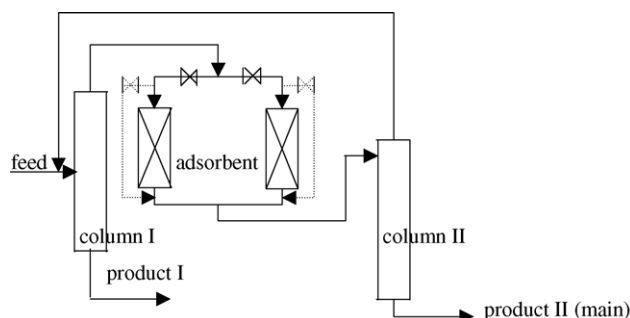 feed
adsorbent
column I
column II
product I
product II (main)